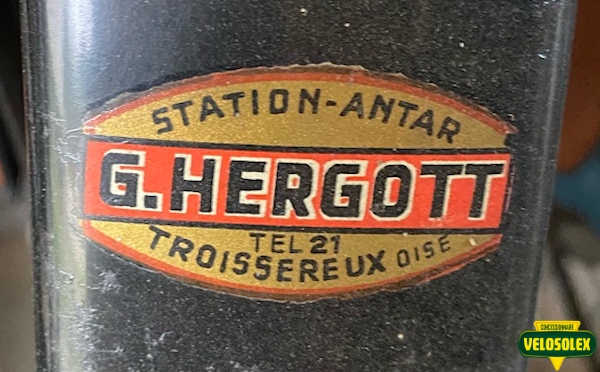 STATION-ANTAR
G.HERGOTT
TEL 21
TROISSEREUX OISE
CONCESSIONNAIRE
VELOSOLEX